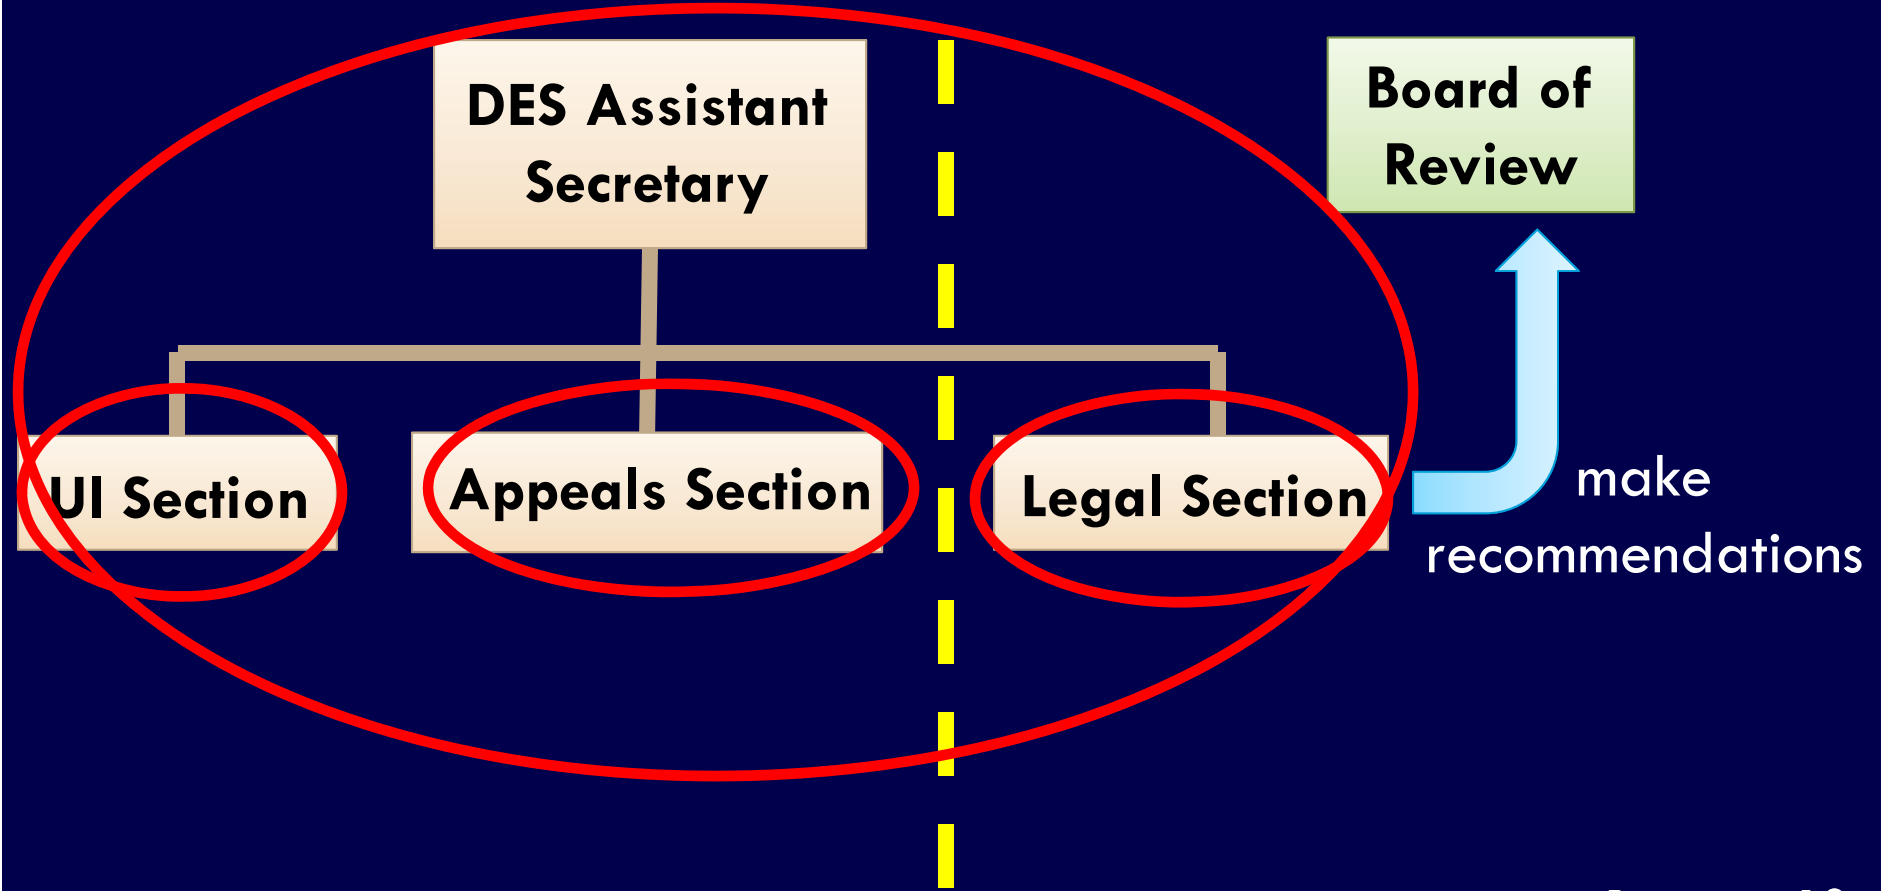 DES Assistant
Secretary
Board of
Review
UI Section
Appeals Section
Legal Section
make
recommendations